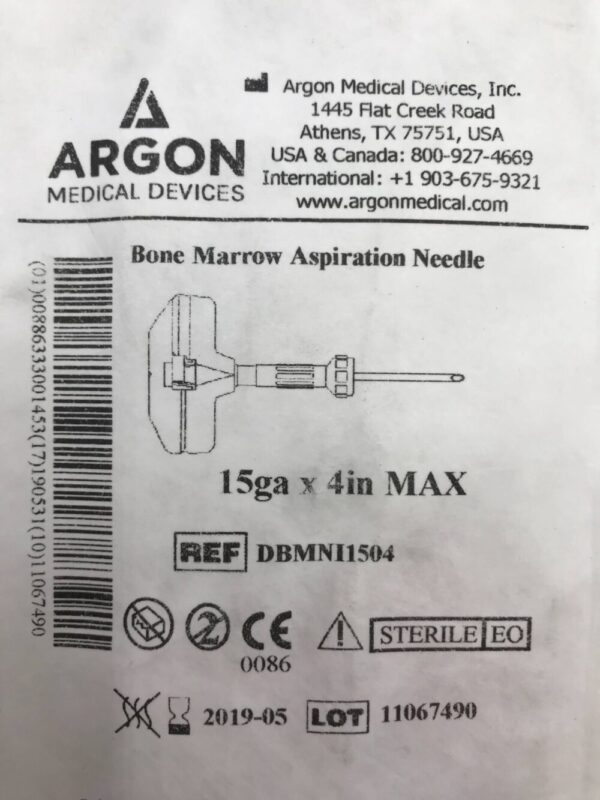 ARGON
MEDICAL DEVICES
Argon Medical Devices, Inc.
1445 Flat Creek Road
Athens, TX 75751, USA
USA & Canada: 800-927-4669
International: +1 903-675-9321
www.argonmedical.com
Bone Marrow Aspiration Needle
(01)00886333001453(17)190531(10)11067490
15ga x 4in MAX
REF DBMNI1504
2 CE STERILE EO
0086
2019-05 LOT 11067490